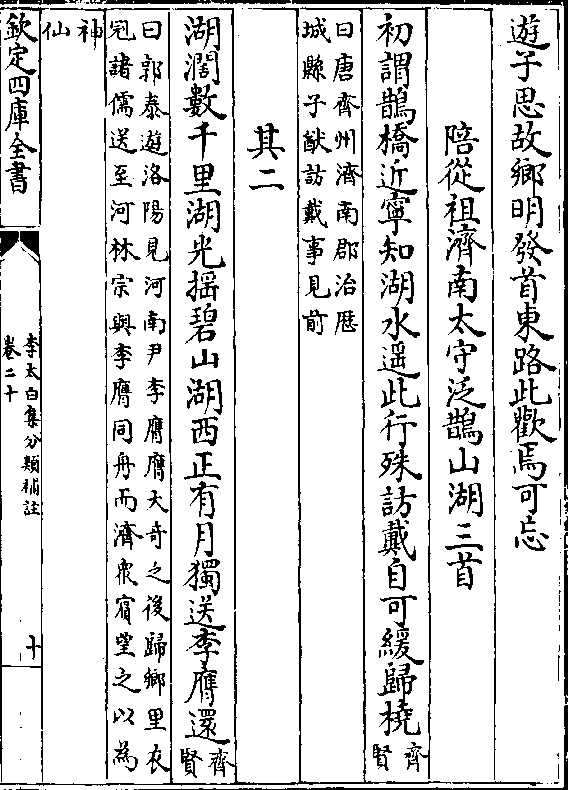 遊子思故鄉明發首東路此歡焉可忘
陪從祖濟南太守泛鵲山湖三首
初謂鵲橋近寧知湖水遥此行殊訪戴自可緩歸橈齊賢
曰唐齊州濟南郡治歴
城縣子猷訪戴事見前
其二
湖濶數千里湖光揺碧山湖西正有月獨送李膺還齊賢
曰郭泰遊洛陽見河南尹李膺膺大奇之後歸鄉里衣
冠諸儒送至河林宗與李膺同舟而濟衆賔望之以為
神
仙
欽定四庫全書
李太白集分類補註
卷二十
十